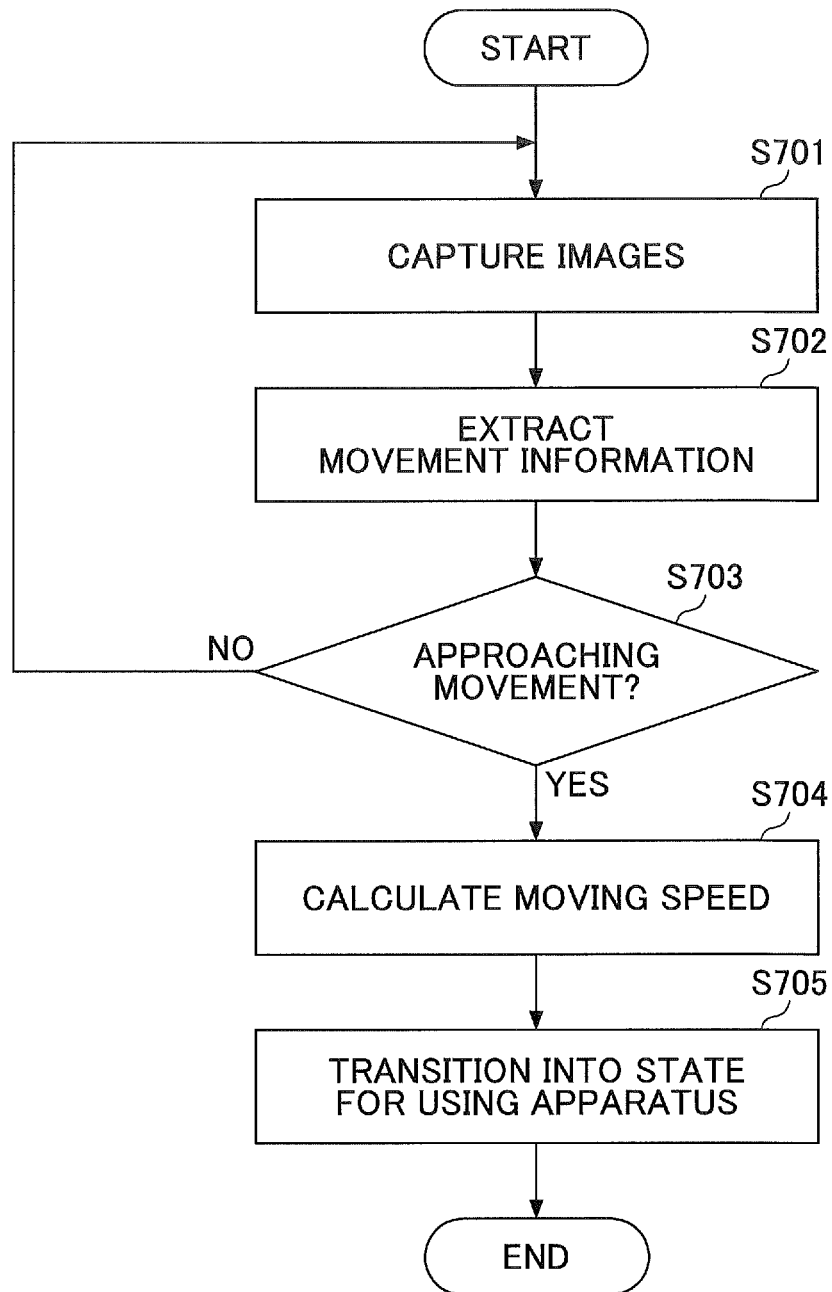 START
S701
CAPTURE IMAGES
S702
EXTRACT
MOVEMENT INFORMATION
S703
NO
APPROACHING
MOVEMENT?
YES
S704
CALCULATE MOVING SPEED
S705
TRANSITION INTO STATE
FOR USING APPARATUS
END